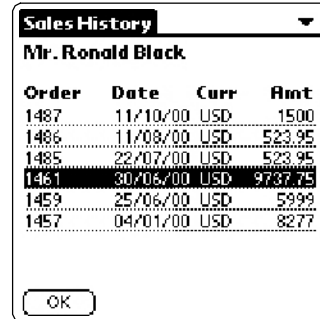 Sales History
Mr. Ronald Black
Order Date Curr Amt
1487 11/10/00 USD 1500
1486 11/08/00 USD 523.95
1485 22/07/00 USD 523.95
1461 30/06/00 USD 9737.75
1459 25/06/00 USD 5999
1457 04/01/00 USD 8277
OK